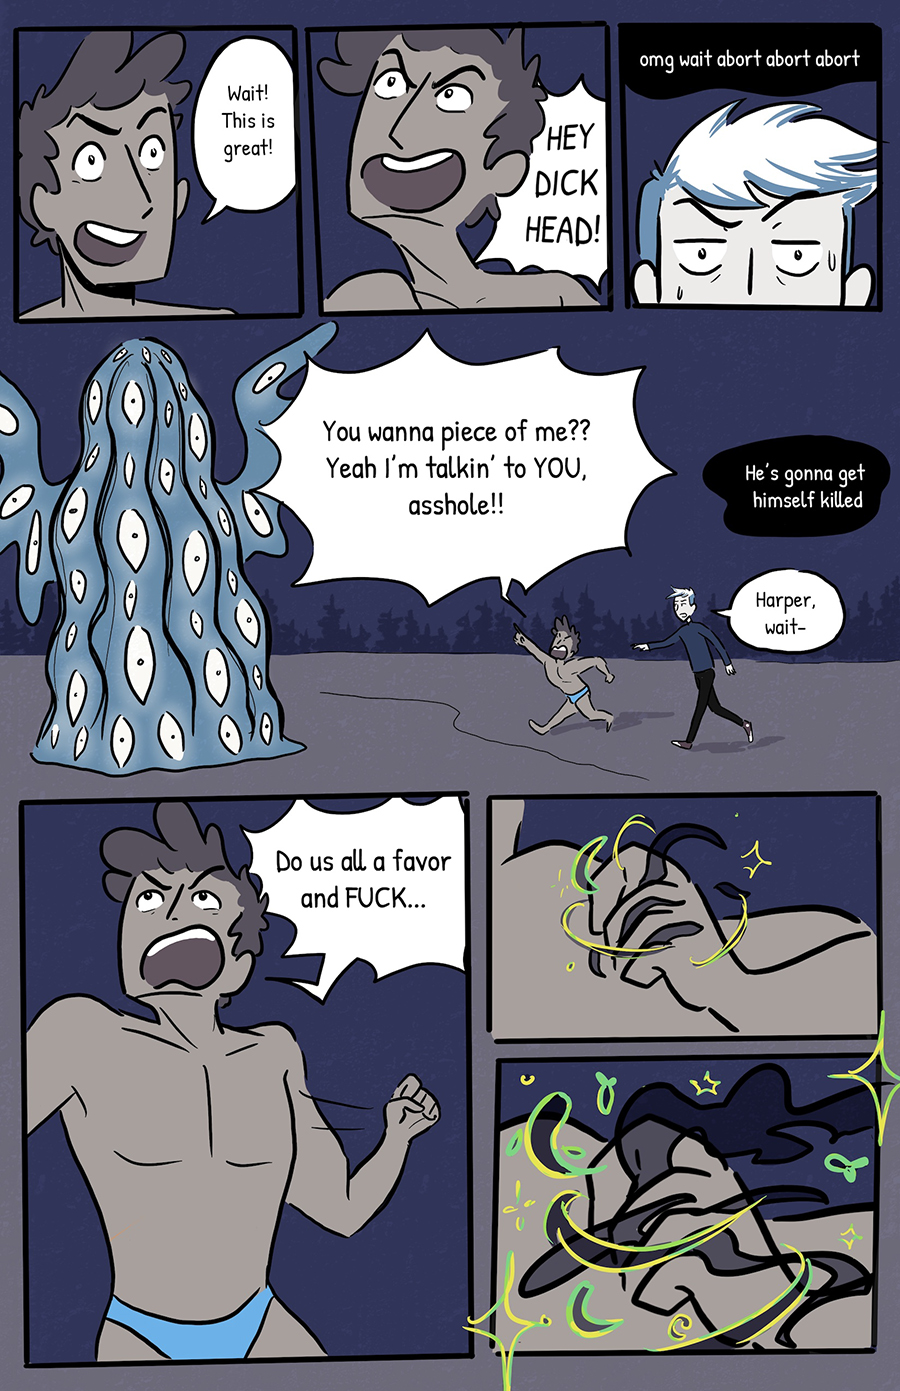 Wait!
This is
great!
HEY
DICK
HEAD!
omg wait abort abort abort
You wanna piece of me??
Yeah I'm talkin' to YOU,
asshole!!
He's gonna get
himself killed
Harper,
wait-
Do us all a favor
and FUCK...